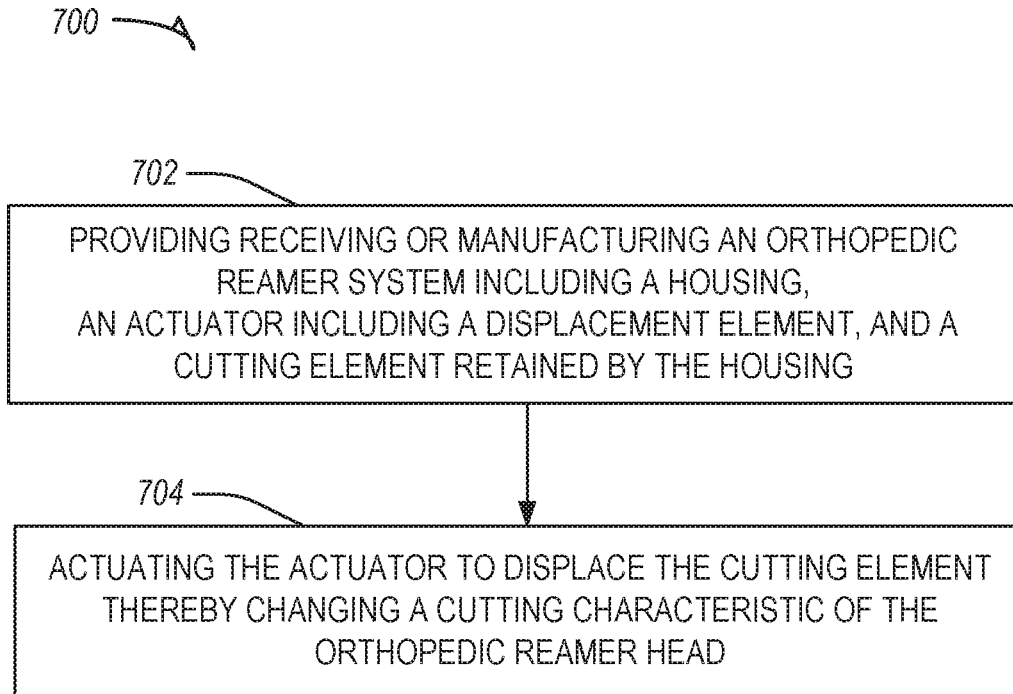 700
702
PROVIDING RECEIVING OR MANUFACTURING AN ORTHOPEDIC
REAMER SYSTEM INCLUDING A HOUSING,
AN ACTUATOR INCLUDING A DISPLACEMENT ELEMENT, AND A
CUTTING ELEMENT RETAINED BY THE HOUSING
704
ACTUATING THE ACTUATOR TO DISPLACE THE CUTTING ELEMENT
THEREBY CHANGING A CUTTING CHARACTERISTIC OF THE
ORTHOPEDIC REAMER HEAD